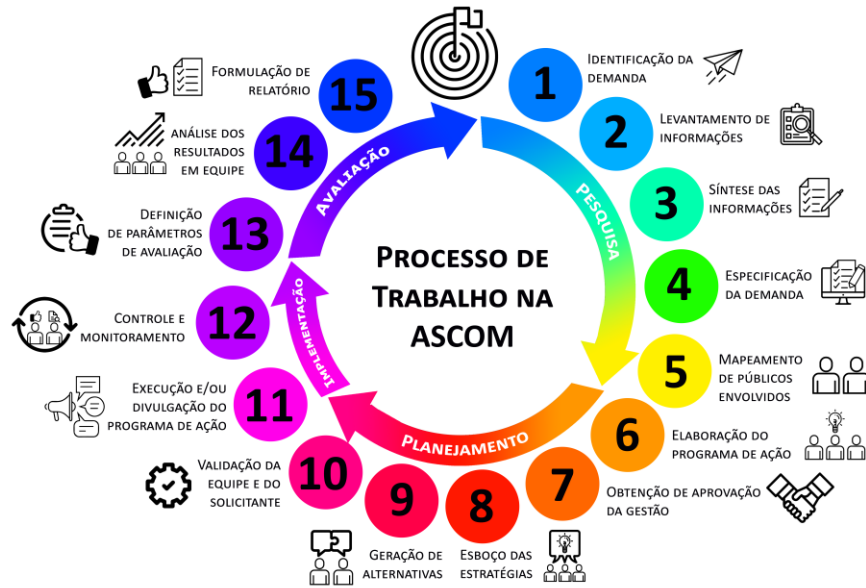 PROCESSO DE
TRABALHO NA
ASCOM
PESQUISA
1
IDENTIFICAÇÃO DA
DEMANDA
2
LEVANTAMENTO DE
INFORMAÇÕES
3
SÍNTESE DAS
INFORMAÇÕES
4
ESPECIFICAÇÃO
DA DEMANDA
5
MAPEAMENTO
DE PÚBLICOS
ENVOLVIDOS
PLANEJAMENTO
6
ELABORAÇÃO DO
PROGRAMA DE AÇÃO
7
OBTENÇÃO DE APROVAÇÃO
DA GESTÃO
8
ESBOÇO DAS
ESTRATÉGIAS
9
GERAÇÃO DE
ALTERNATIVAS
10
VALIDAÇÃO DA
EQUIPE E DO
SOLICITANTE
IMPLEMENTAÇÃO
11
EXECUÇÃO E/OU
DIVULGAÇÃO DO
PROGRAMA DE AÇÃO
12
CONTROLE E
MONITORAMENTO
AVALIAÇÃO
13
DEFINIÇÃO
DE PARÂMETROS
DE AVALIAÇÃO
14
ANÁLISE DOS
RESULTADOS
EM EQUIPE
15
FORMULAÇÃO DE
RELATÓRIO